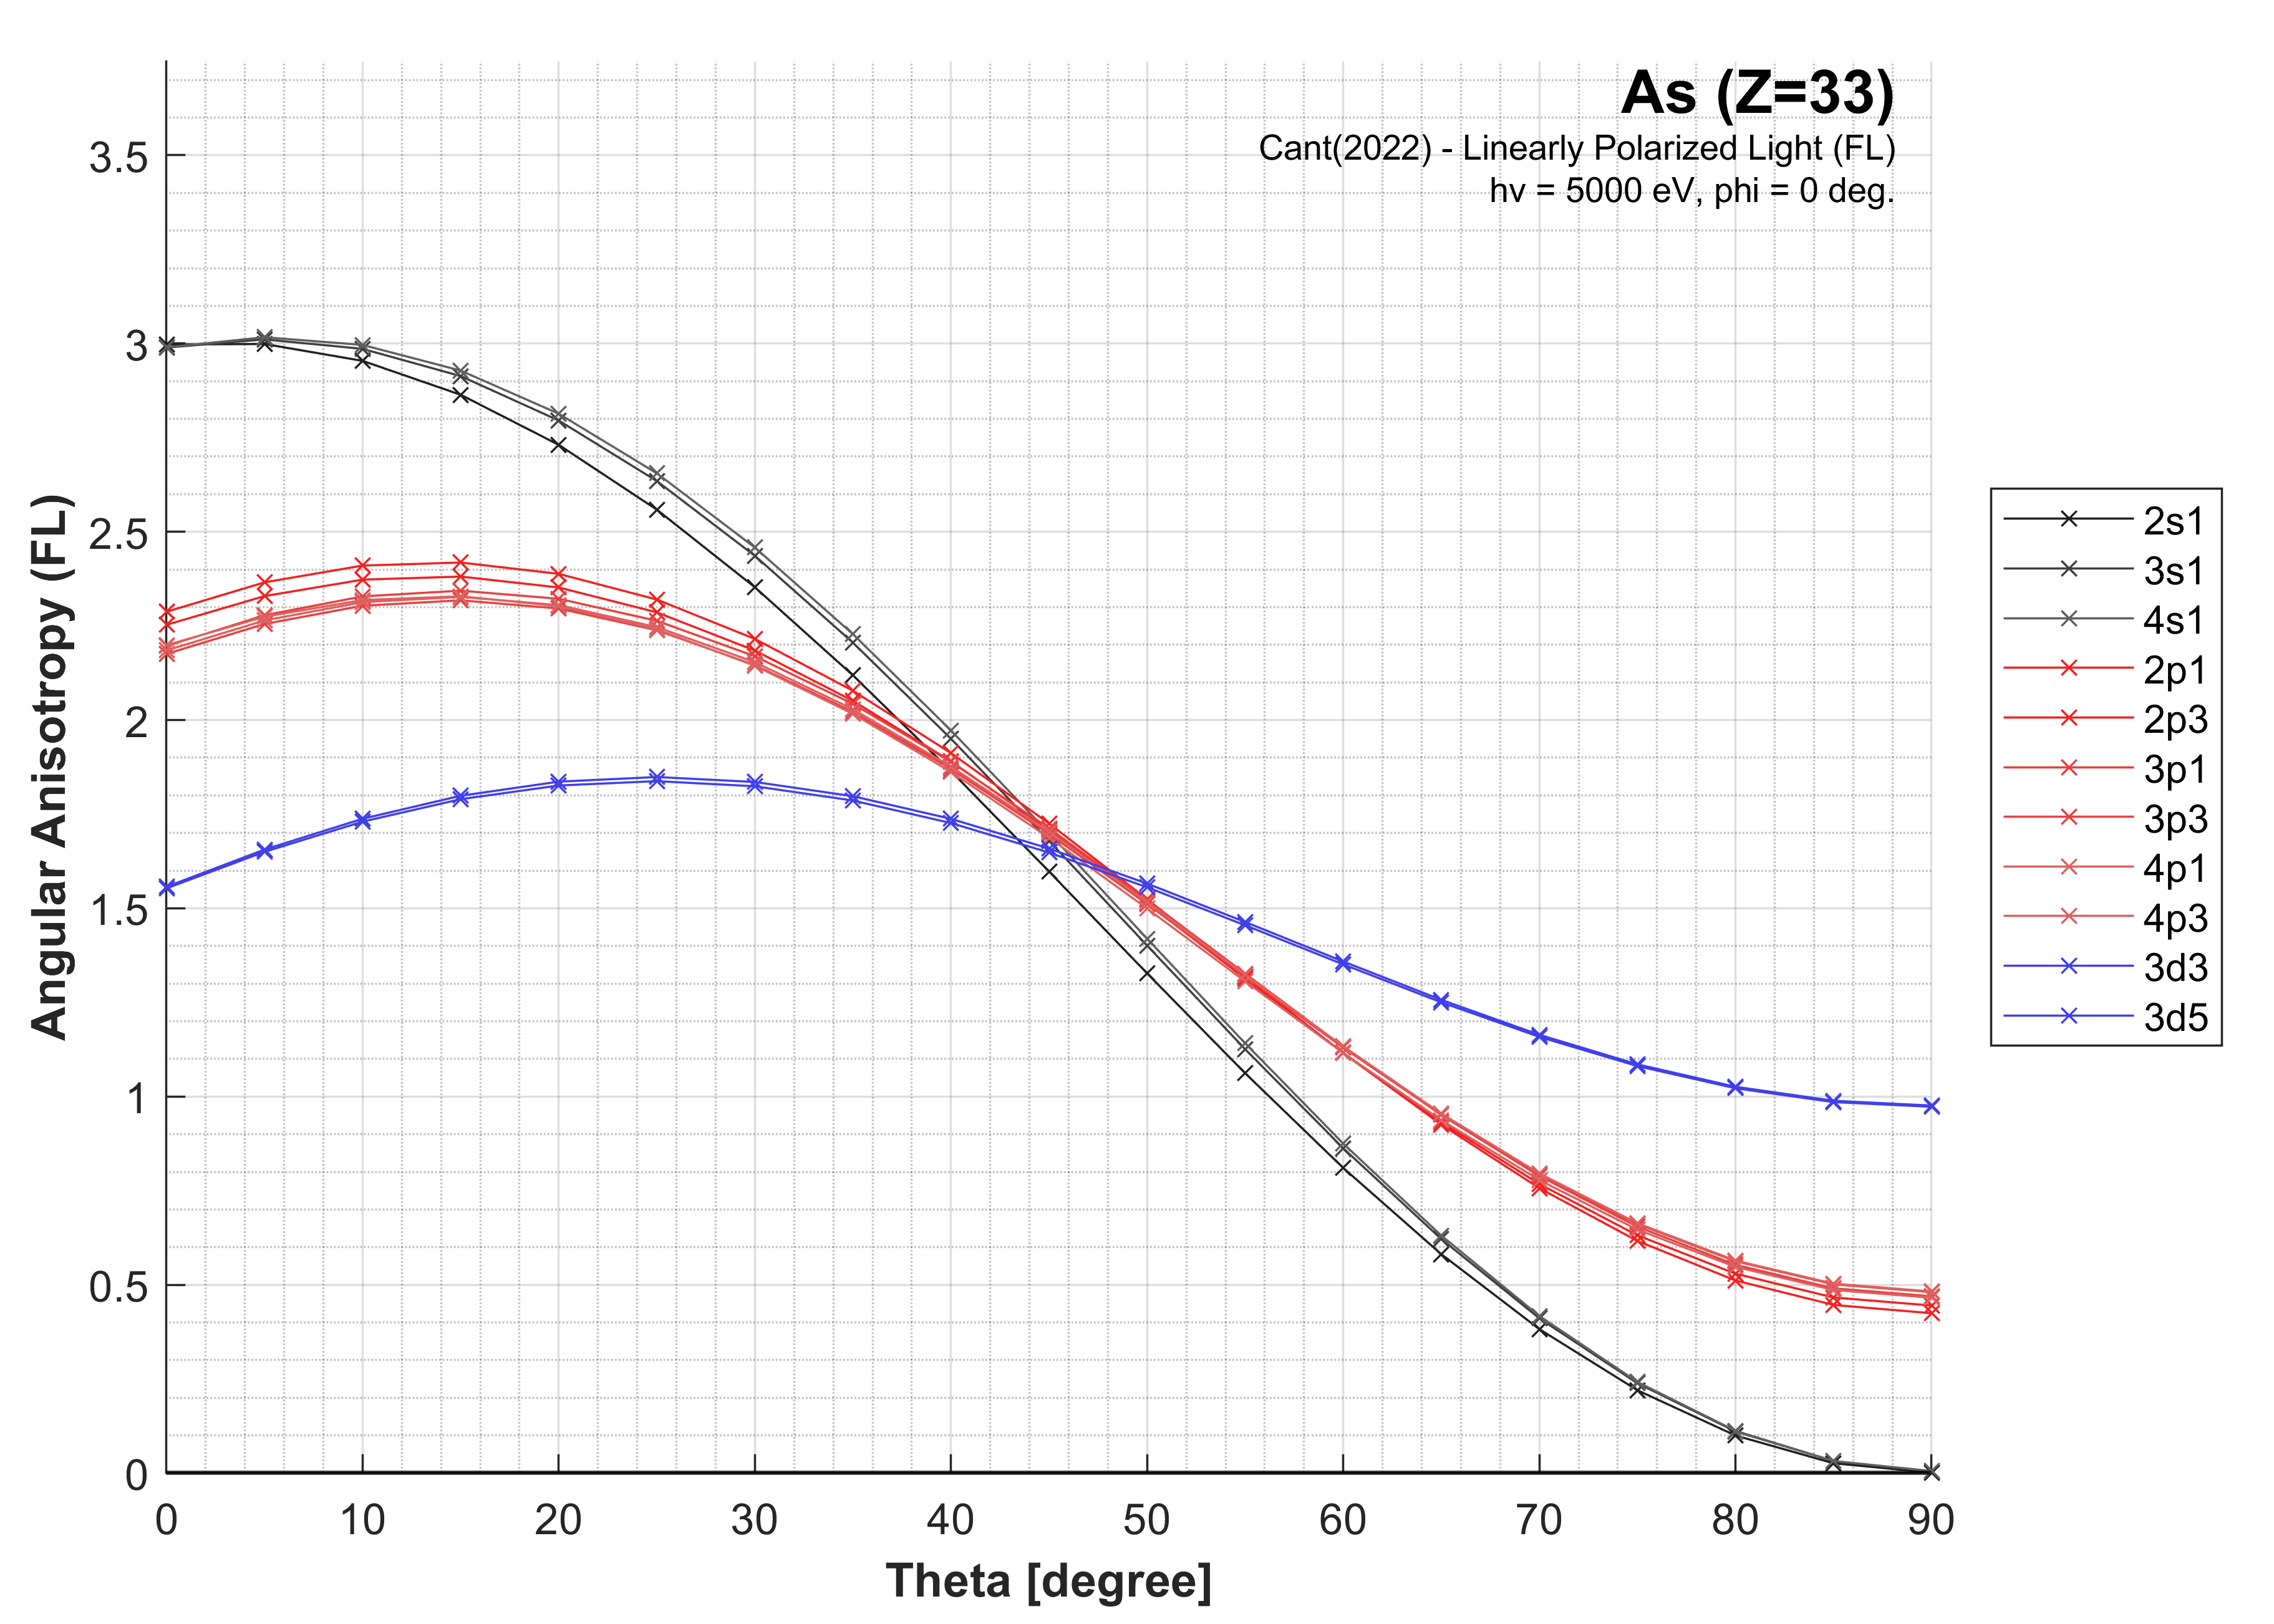 As (Z=33)
Cant(2022) - Linearly Polarized Light (FL)
hv = 5000 eV, phi = 0 deg.
Angular Anisotropy (FL)
3.5
3
2.5
2
1.5
1
0.5
0
0 10 20 30 40 50 60 70 80 90
Theta [degree]
2s1
3s1
4s1
2p1
2p3
3p1
3p3
4p1
4p3
3d3
3d5